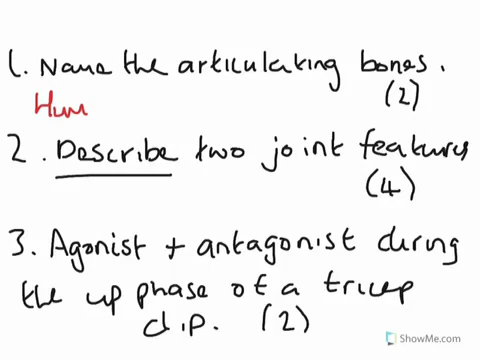 1. Name the articulating bones.
Hum (2)
2. Describe two joint features
(4)
3. Agonist + antagonist during
the up phase of a tricep
dip. (2)
ShowMe.com